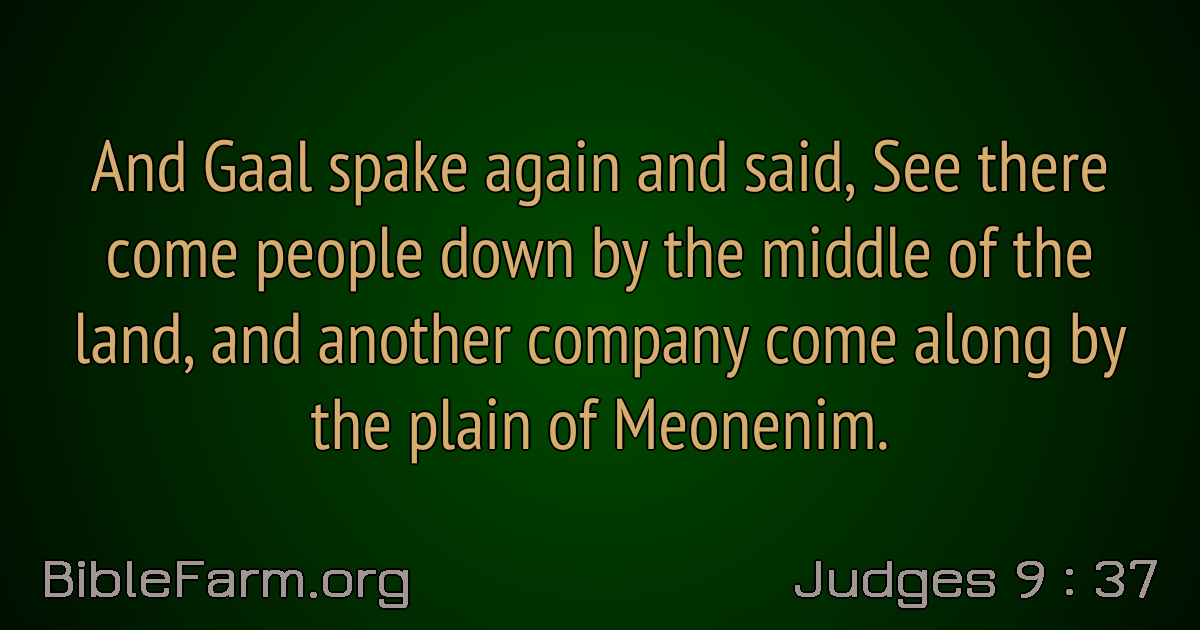 And Gaal spake again and said, See there
come people down by the middle of the
land, and another company come along by
the plain of Meonenim.
BibleFarm.org
Judges 9 : 37